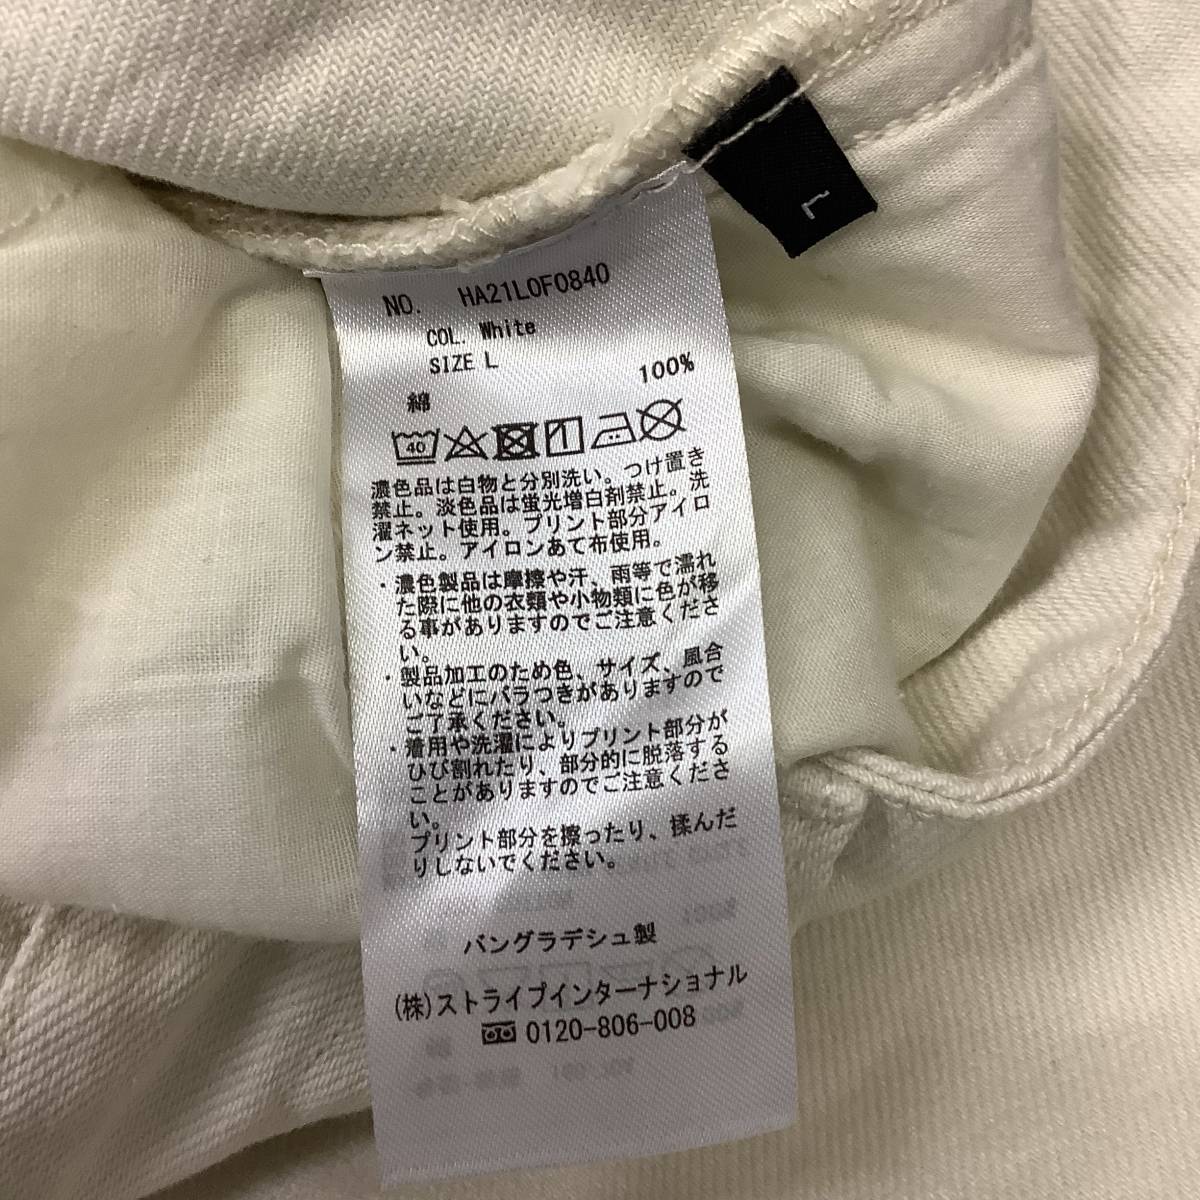 L
NO. HA21L0F0840
COL. White
SIZE L
綿 100%
40
濃色品は白物と分別洗い。つけ置き
禁止。淡色品は蛍光増白剤禁止。洗
濯ネット使用。プリント部分アイロ
ン禁止。アイロンあて布使用。
・濃色製品は摩擦や汗、雨等で濡れ
た際に他の衣類や小物類に色が移
る事がありますのでご注意くださ
い。
・製品加工のため色、サイズ、風合
いなどにバラつきがありますので
ご了承ください。
・着用や洗濯によりプリント部分が
ひび割れたり、部分的に脱落する
ことがありますのでご注意くださ
い。
プリント部分を擦ったり、揉んだ
りしないでください。
バングラデシュ製
(株)ストライプインターナショナル
0120-806-008